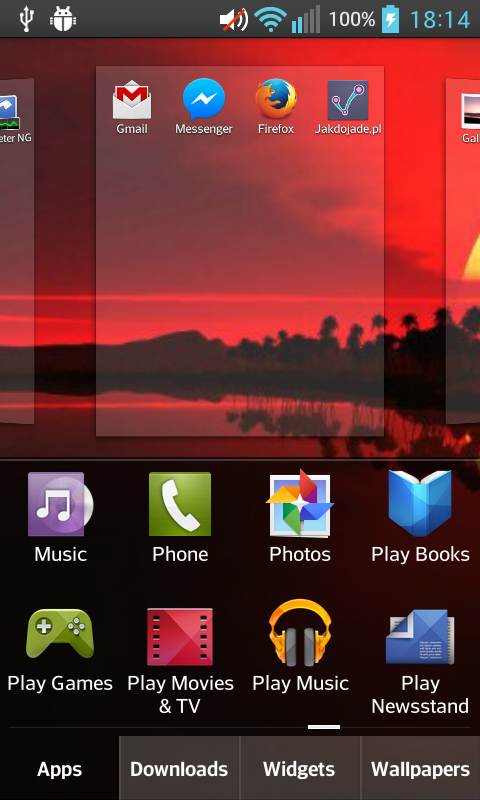 100% 18:14
eter NG
Gmail Messenger Firefox Jakdojade.pl
Gal
Music Phone Photos Play Books
Play Games Play Movies & TV Play Music Play Newsstand
Apps Downloads Widgets Wallpapers